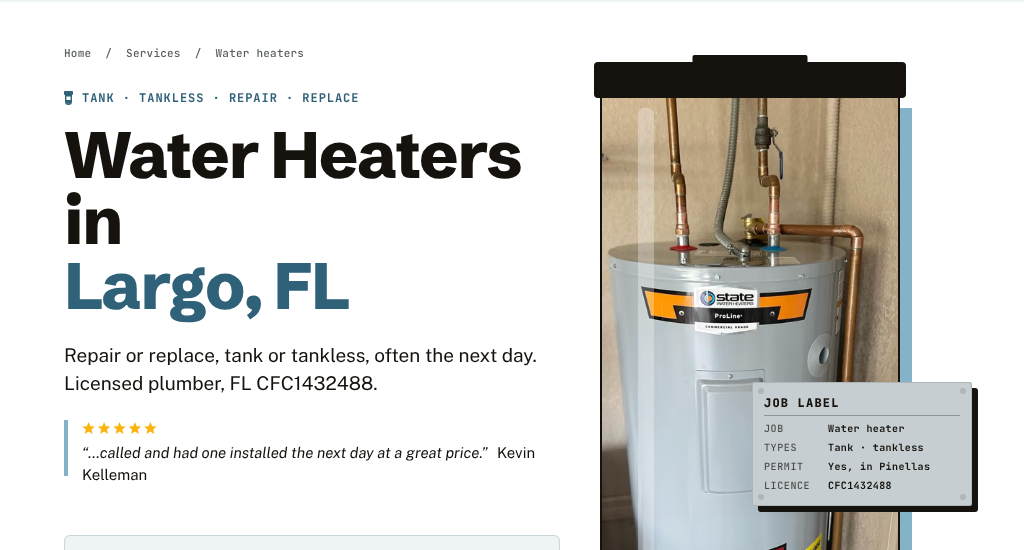 Home / Services / Water heaters
TANK · TANKLESS · REPAIR · REPLACE
Water Heaters
in
Largo, FL
Repair or replace, tank or tankless, often the next day.
Licensed plumber, FL CFC1432488.
“…called and had one installed the next day at a great price.” Kevin
Kelleman
state
WATER HEATERS
ProLine
COMMERCIAL GRADE
JOB LABEL
JOB Water heater
TYPES Tank · tankless
PERMIT Yes, in Pinellas
LICENCE CFC1432488